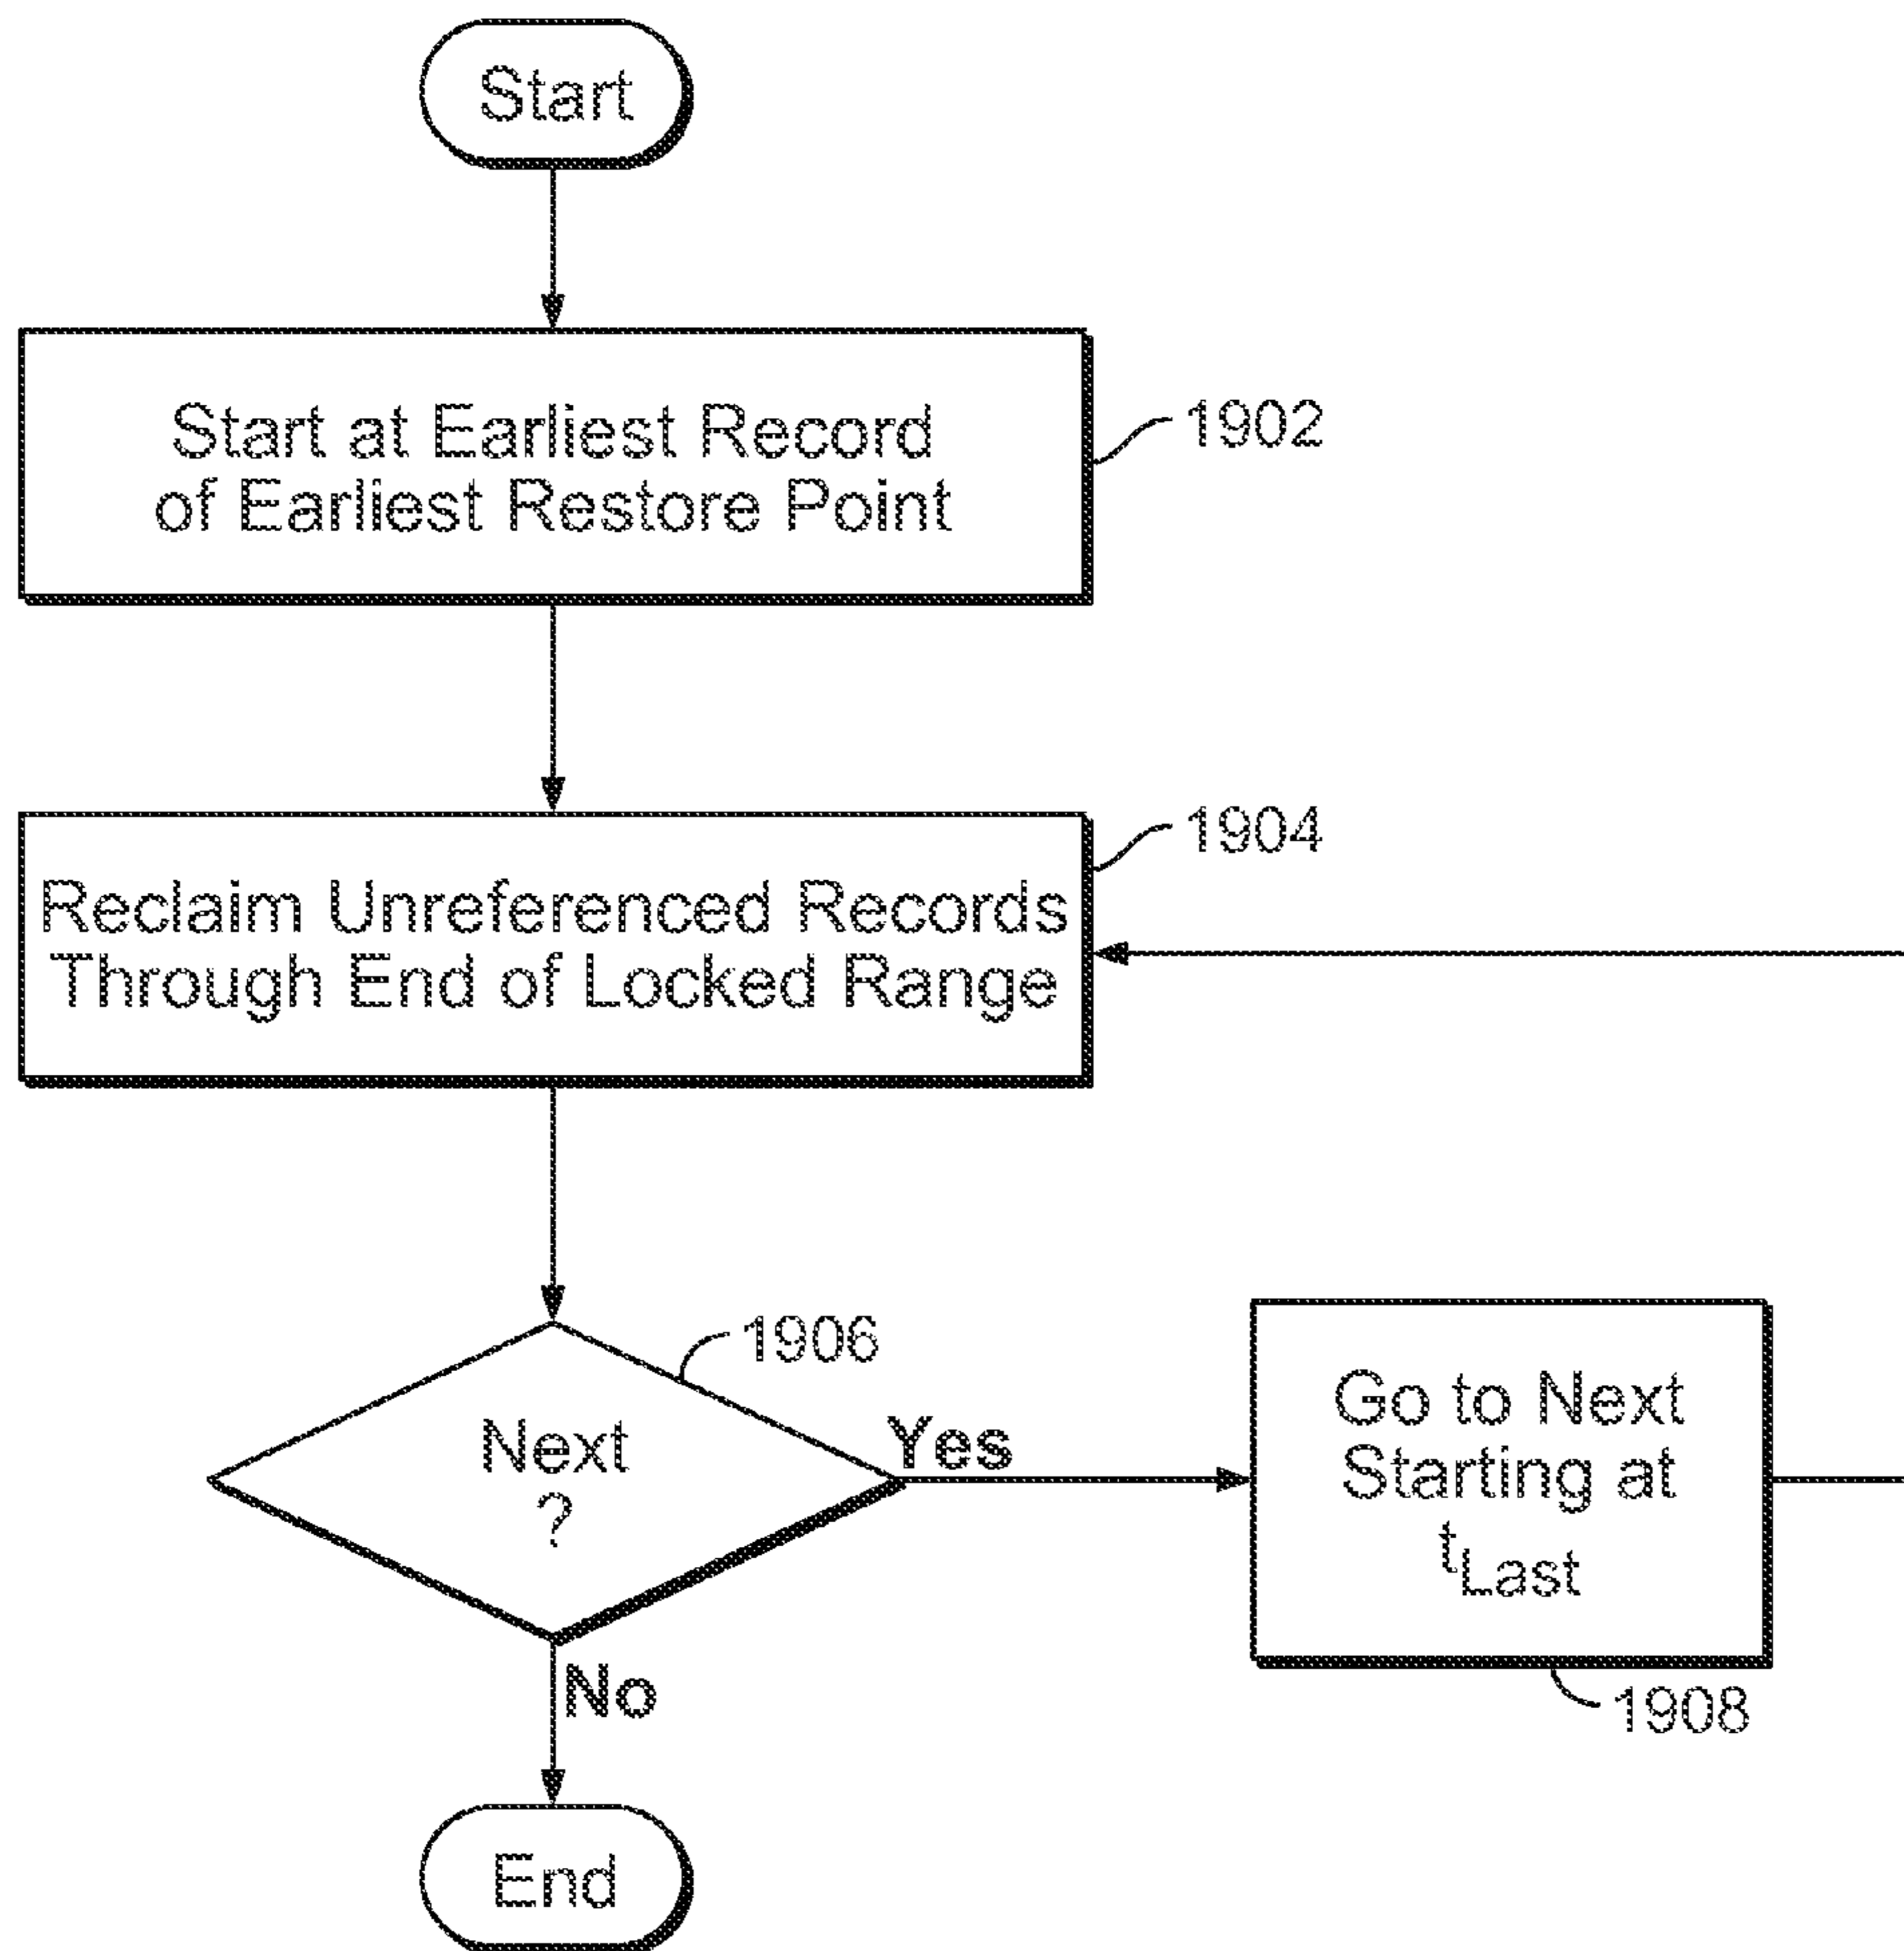 Start
Start at Earliest Record
of Earliest Restore Point
1902
1904
Reclaim Unreferenced Records
Through End of Locked Range
1906
Next
?
Yes
Go to Next
Starting at
tLast
1908
No
End